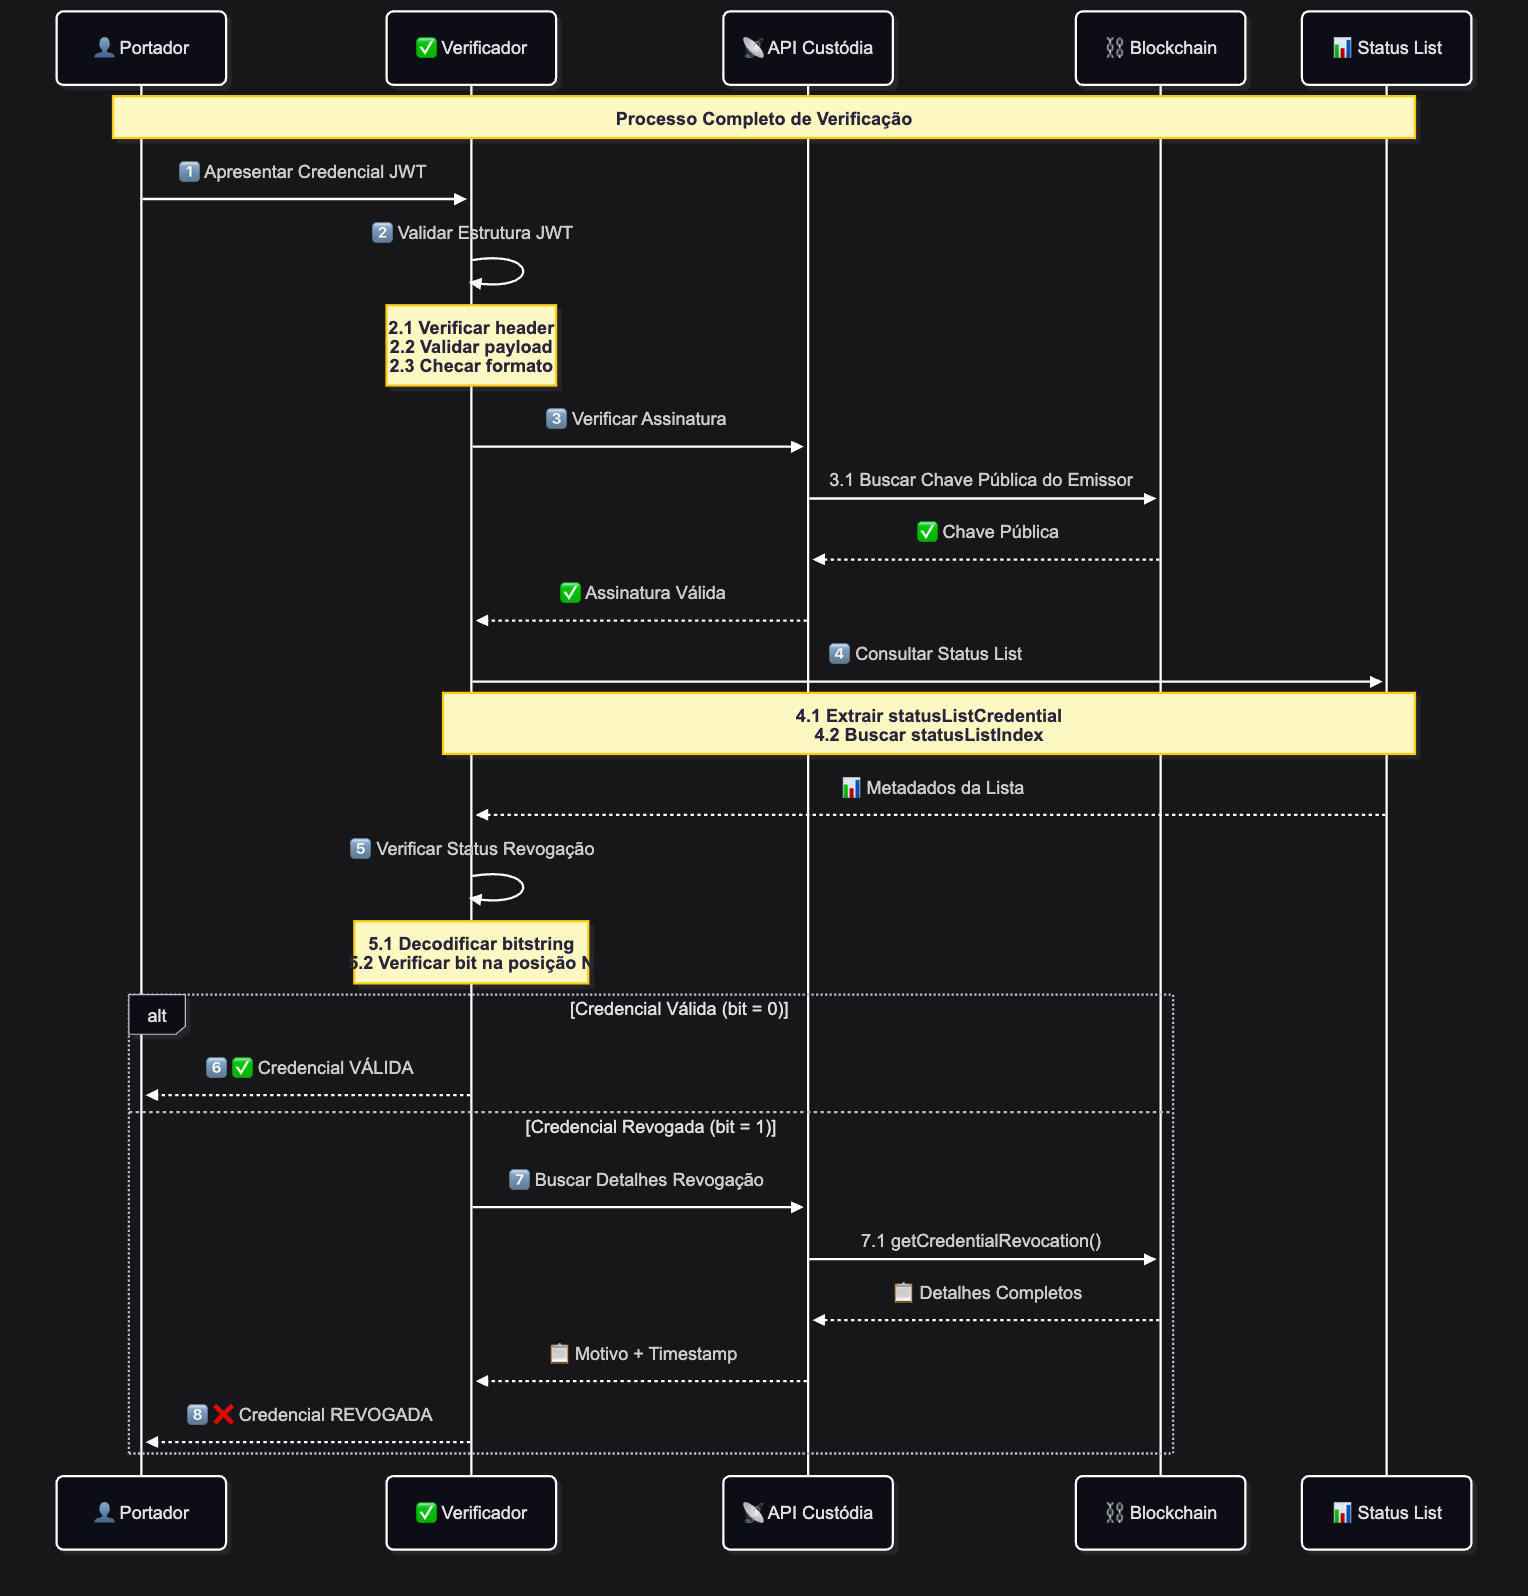 👤 Portador
✅ Verificador
📡 API Custódia
⛓️ Blockchain
📊 Status List
Processo Completo de Verificação
1️⃣ Apresentar Credencial JWT
2️⃣ Validar Estrutura JWT
2.1 Verificar header
2.2 Validar payload
2.3 Checar formato
3️⃣ Verificar Assinatura
3.1 Buscar Chave Pública do Emissor
✅ Chave Pública
✅ Assinatura Válida
4️⃣ Consultar Status List
4.1 Extrair statusListCredential
4.2 Buscar statusListIndex
📊 Metadados da Lista
5️⃣ Verificar Status Revogação
5.1 Decodificar bitstring
5.2 Verificar bit na posição N
alt
[Credencial Válida (bit = 0)]
6️⃣ ✅ Credencial VÁLIDA
[Credencial Revogada (bit = 1)]
7️⃣ Buscar Detalhes Revogação
7.1 getCredentialRevocation()
📋 Detalhes Completos
📋 Motivo + Timestamp
8️⃣ ❌ Credencial REVOGADA
👤 Portador
✅ Verificador
📡 API Custódia
⛓️ Blockchain
📊 Status List